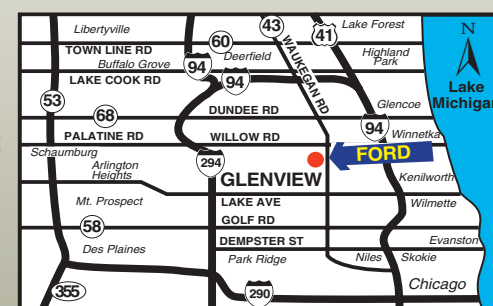 Libertyville
43
41
Lake Forest
N
60
TOWN LINE RD
Deerfield
WAUKEGAN RD
Highland
Park
Buffalo Grove
94
LAKE COOK RD
94
Lake
Michigan
53
DUNDEE RD
Glencoe
68
94
PALATINE RD
WILLOW RD
Winnetka
Schaumburg
294
FORD
Arlington
Heights
GLENVIEW
Kenilworth
Mt. Prospect
LAKE AVE
Wilmette
GOLF RD
58
DEMPSTER ST
Evanston
Des Plaines
Park Ridge
Niles
Skokie
355
290
Chicago